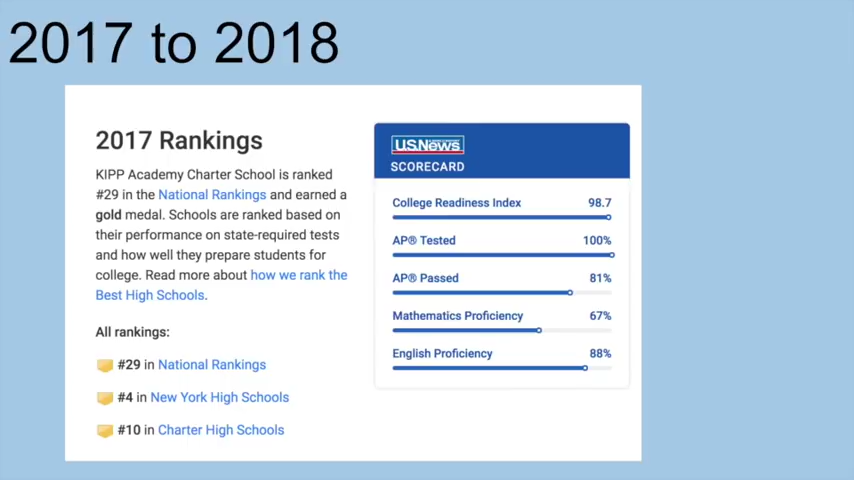 2017 to 2018
2017 Rankings
KIPP Academy Charter School is ranked
#29 in the National Rankings and earned a
gold medal. Schools are ranked based on
their performance on state-required tests
and how well they prepare students for
college. Read more about how we rank the
Best High Schools.
All rankings:
#29 in National Rankings
#4 in New York High Schools
#10 in Charter High Schools
U.S.News
SCORECARD
College Readiness Index 98.7
AP® Tested 100%
AP® Passed 81%
Mathematics Proficiency 67%
English Proficiency 88%